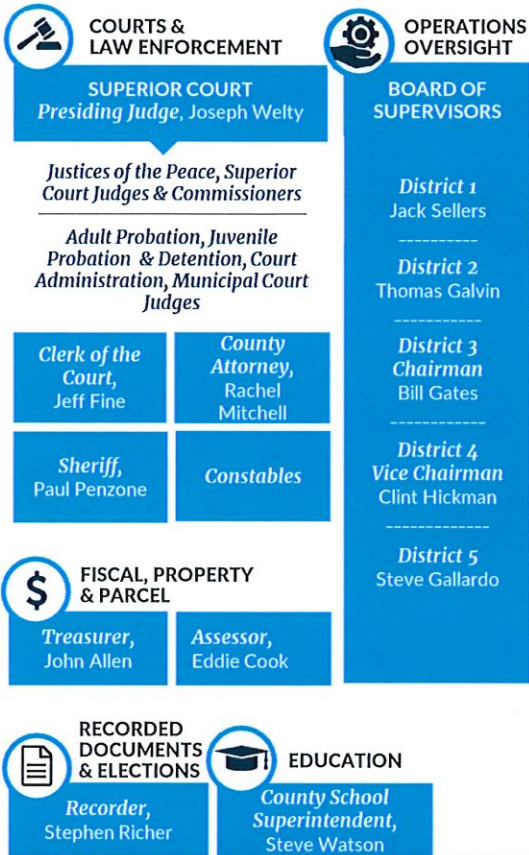 COURTS &
LAW ENFORCEMENT
SUPERIOR COURT
Presiding Judge, Joseph Welty
Justices of the Peace, Superior
Court Judges & Commissioners
Adult Probation, Juvenile
Probation & Detention, Court
Administration, Municipal Court
Judges
Clerk of the
Court,
Jeff Fine
County
Attorney,
Rachel
Mitchell
Sheriff,
Paul Penzone
Constables
OPERATIONS
OVERSIGHT
BOARD OF
SUPERVISORS
District 1
Jack Sellers
----------
District 2
Thomas Galvin
-----------
District 3
Chairman
Bill Gates
------------
District 4
Vice Chairman
Clint Hickman
-------------
District 5
Steve Gallardo
$
FISCAL, PROPERTY
& PARCEL
Treasurer,
John Allen
Assessor,
Eddie Cook
RECORDED
DOCUMENTS
& ELECTIONS
Recorder,
Stephen Richer
EDUCATION
County School
Superintendent,
Steve Watson